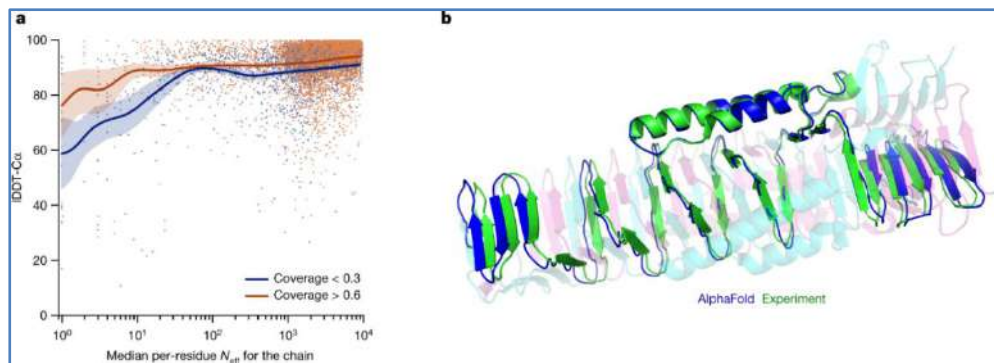 a
b
100
80
60
40
20
0
lDDT-Cα
Coverage < 0.3
Coverage > 0.6
10⁰ 10¹ 10² 10³ 10⁴
Median per-residue Neff for the chain
AlphaFold Experiment